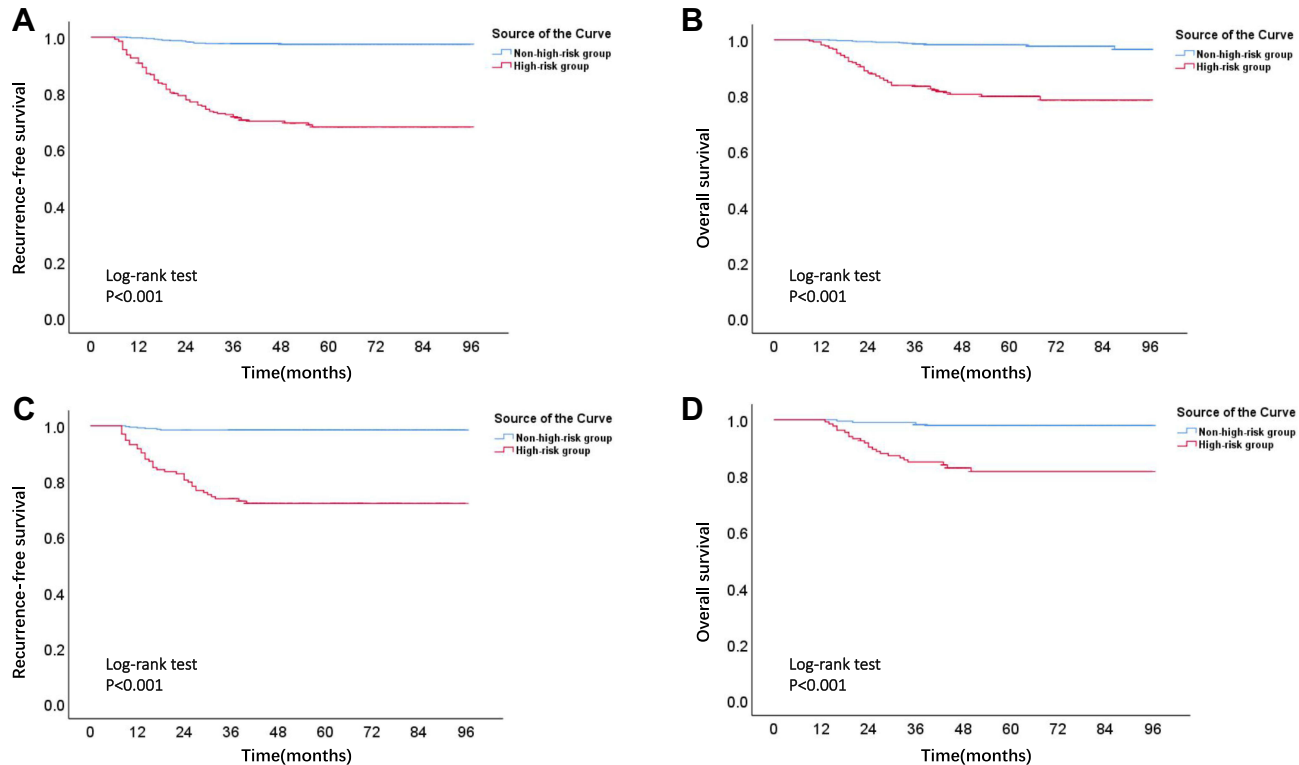 A
Source of the Curve
Non-high-risk group
High-risk group
Recurrence-free survival
1.0
0.8
0.6
0.4
0.2
0.0
Log-rank test
P<0.001
0 12 24 36 48 60 72 84 96
Time(months)
B
Source of the Curve
Non-high-risk group
High-risk group
Overall survival
1.0
0.8
0.6
0.4
0.2
0.0
Log-rank test
P<0.001
0 12 24 36 48 60 72 84 96
Time(months)
C
Source of the Curve
Non-high-risk group
High-risk group
Recurrence-free survival
1.0
0.8
0.6
0.4
0.2
0.0
Log-rank test
P<0.001
0 12 24 36 48 60 72 84 96
Time(months)
D
Source of the Curve
Non-high-risk group
High-risk group
Overall survival
1.0
0.8
0.6
0.4
0.2
0.0
Log-rank test
P<0.001
0 12 24 36 48 60 72 84 96
Time(months)